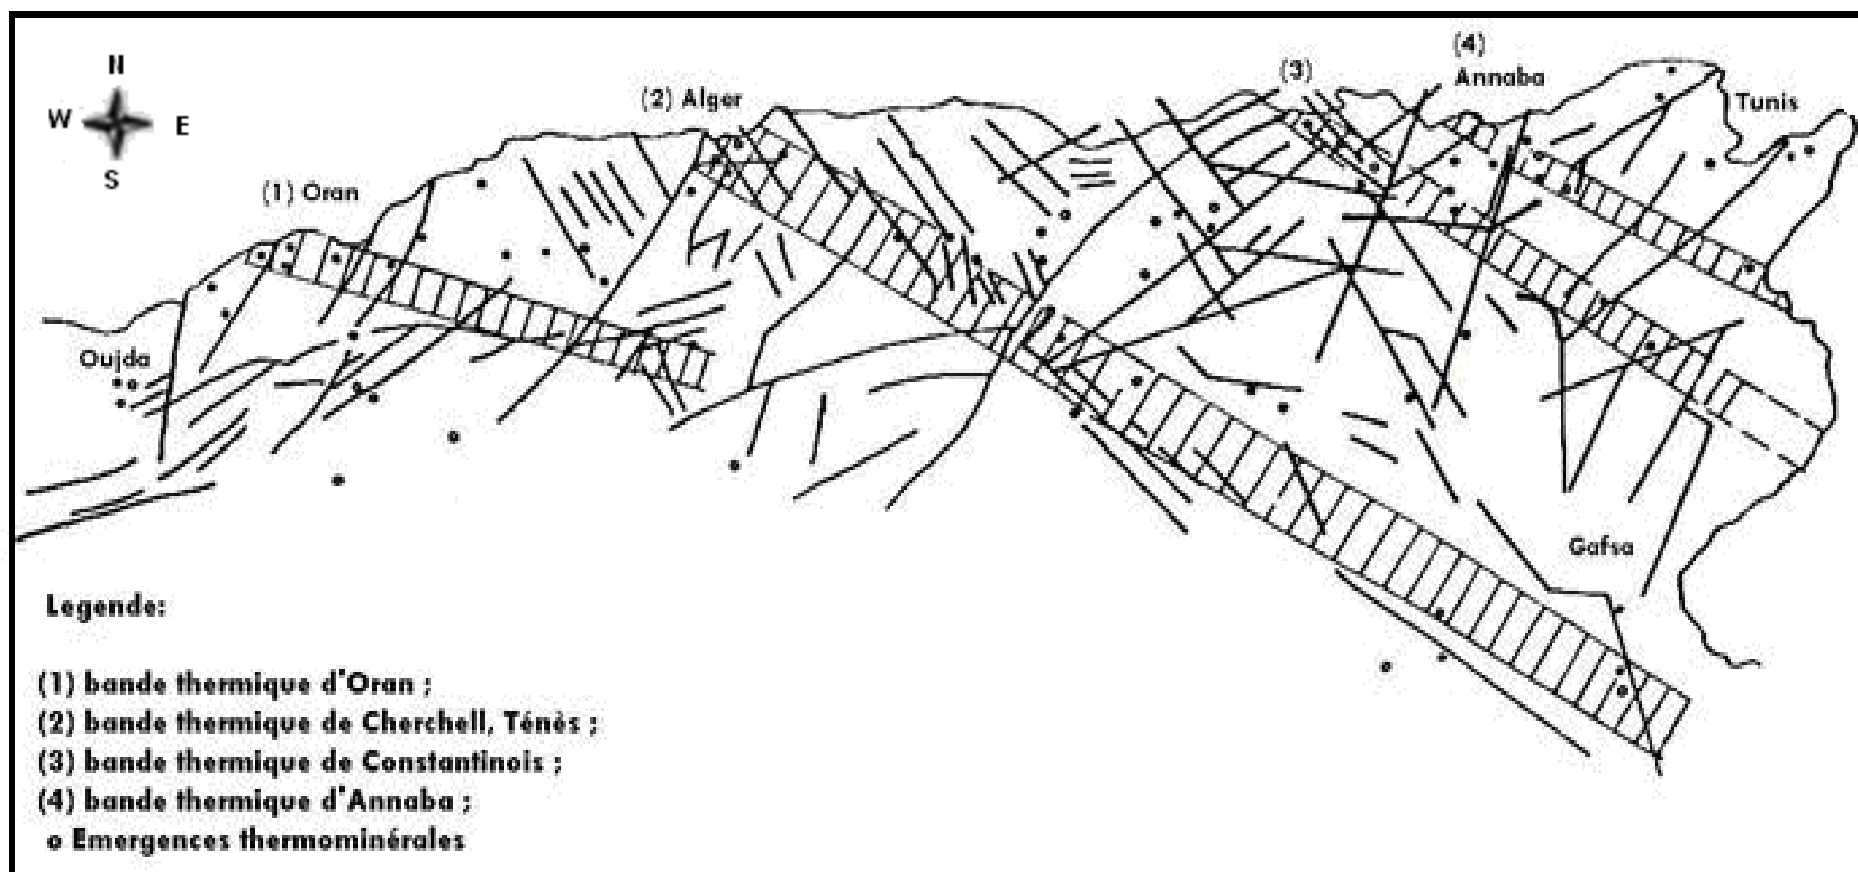 N
W E
S
(1) Oran
(2) Alger
(3)
(4)
Annaba
Tunis
Oujda
Gafsa
Legende:
(1) bande thermique d'Oran ;
(2) bande thermique de Cherchell, Ténès ;
(3) bande thermique de Constantinois ;
(4) bande thermique d'Annaba ;
o Emergences thermominérales